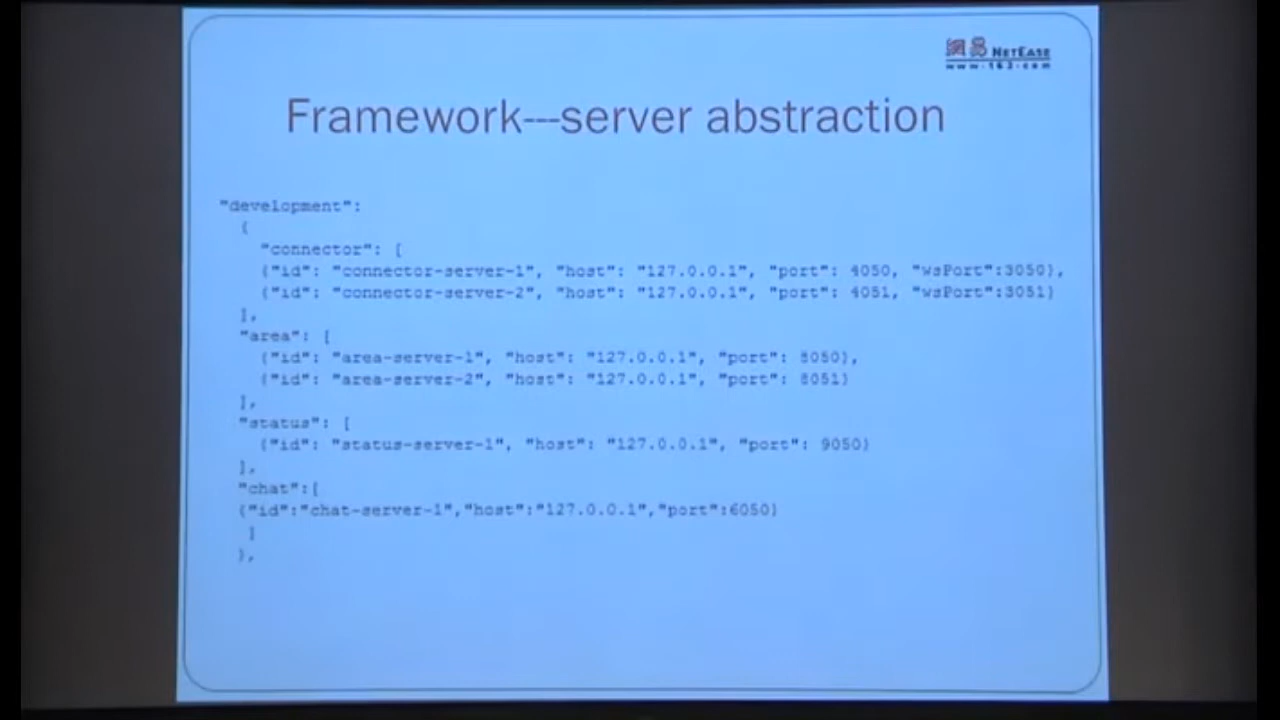 網易 NETEASE
www.163.com
Framework---server abstraction
"development":
{
"connector": [
{"id": "connector-server-1", "host": "127.0.0.1", "port": 4050, "wsPort":3050},
{"id": "connector-server-2", "host": "127.0.0.1", "port": 4051, "wsPort":3051}
],
"area": [
{"id": "area-server-1", "host": "127.0.0.1", "port": 8050},
{"id": "area-server-2", "host": "127.0.0.1", "port": 8051}
],
"status": [
{"id": "status-server-1", "host": "127.0.0.1", "port": 9050}
],
"chat":[
{"id":"chat-server-1","host":"127.0.0.1","port":6050}
]
},